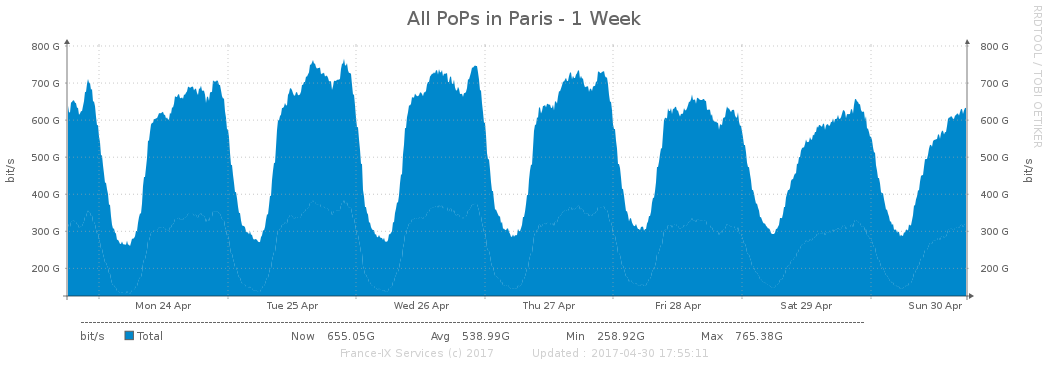 All PoPs in Paris - 1 Week
RRDTOOL / TOBI OETIKER
800 G 800 G
700 G 700 G
600 G 600 G
500 G 500 G
400 G 400 G
300 G 300 G
200 G 200 G
bit/s
bit/s
Mon 24 Apr Tue 25 Apr Wed 26 Apr Thu 27 Apr Fri 28 Apr Sat 29 Apr Sun 30 Apr
bit/s Total Now 655.05G Avg 538.99G Min 258.92G Max 765.38G
France-IX Services (c) 2017 Updated : 2017-04-30 17:55:11